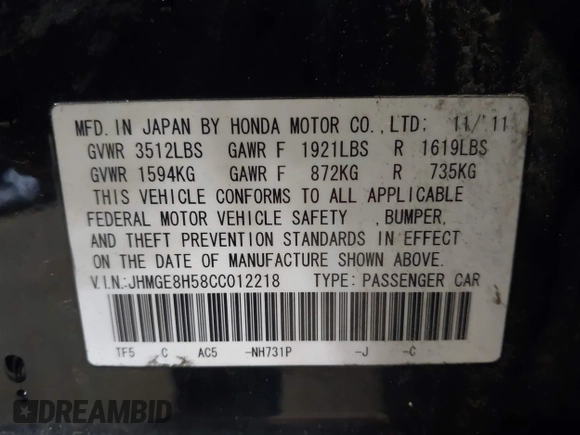 MFD. IN JAPAN BY HONDA MOTOR CO., LTD; 11/'11
GVWR 3512LBS GAWR F 1921LBS R 1619LBS
GVWR 1594KG GAWR F 872KG R 735KG
THIS VEHICLE CONFORMS TO ALL APPLICABLE
FEDERAL MOTOR VEHICLE SAFETY , BUMPER,
AND THEFT PREVENTION STANDARDS IN EFFECT
ON THE DATE OF MANUFACTURE SHOWN ABOVE.
V.I.N.:JHMGE8H58CC012218 TYPE: PASSENGER CAR
TF5 C AC5 -NH731P -J -C
DREAMBID